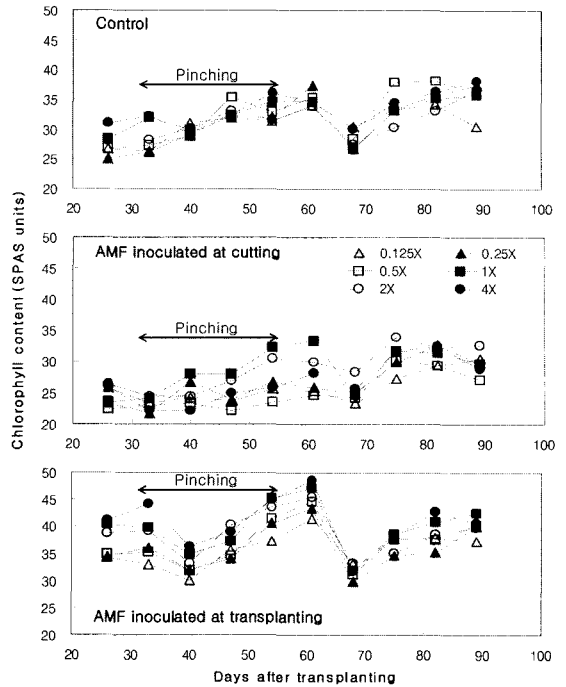 Chlorophyll content (SPAS units)
50
45
40
35
30
25
20
Control
Pinching
20 30 40 50 60 70 80 90 100
50
45
40
35
30
25
20
AMF inoculated at cutting
0.125X 0.25X
0.5X 1X
2X 4X
Pinching
20 30 40 50 60 70 80 90 100
50
45
40
35
30
25
20
15
Pinching
AMF inoculated at transplanting
20 30 40 50 60 70 80 90 100
Days after transplanting